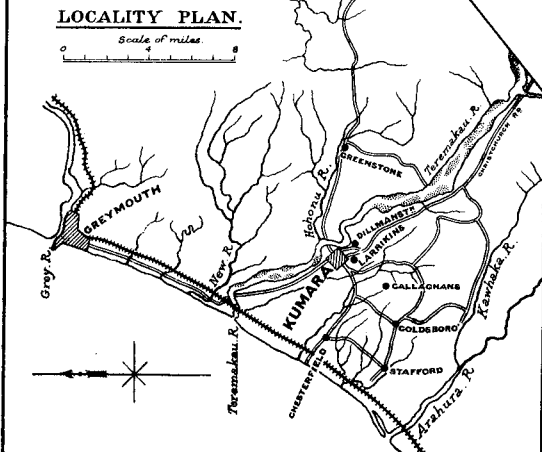 LOCALITY PLAN.
Scale of miles.
0 4 8
GREENSTONE
Teremakau. R.
CHRISTCHURCH RD
Hohonu R.
GREYMOUTH
DILLMANSTN
LARRIKINS
Grey. R.
New. R.
KUMARA
CALLAGHANS
Kawhaka R.
GOLDSBORO'
Teremakau R.
CHESTERFIELD
STAFFORD
Arahura. R